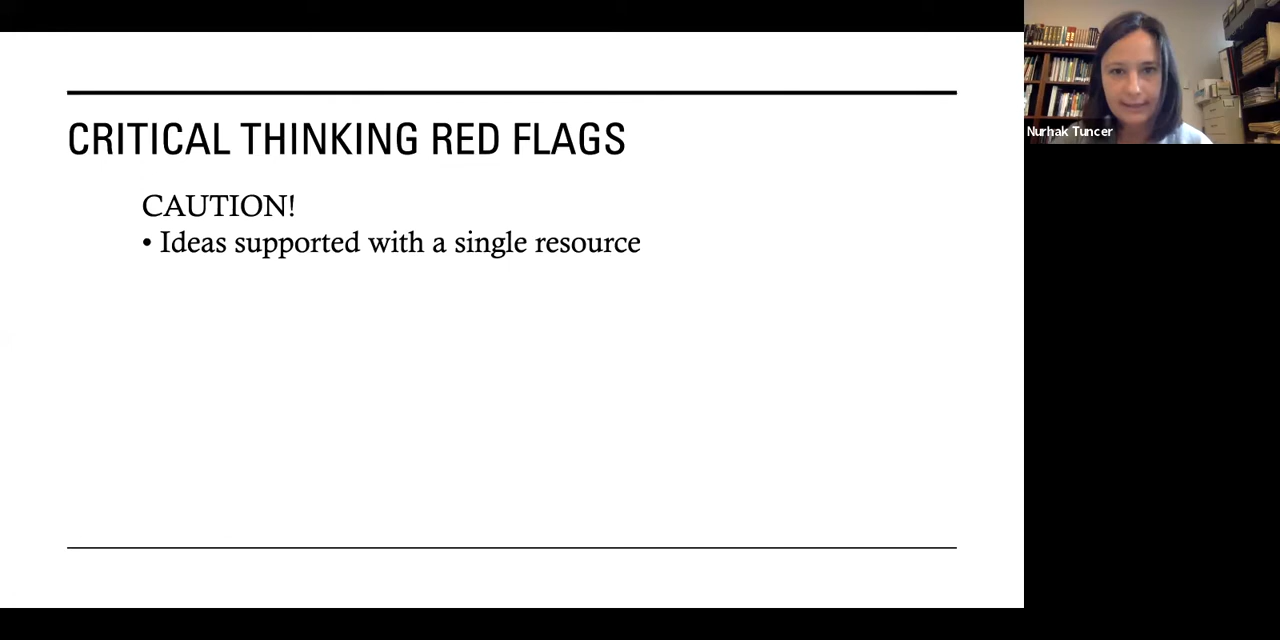 CRITICAL THINKING RED FLAGS
CAUTION!
• Ideas supported with a single resource
Nurhak Tuncer